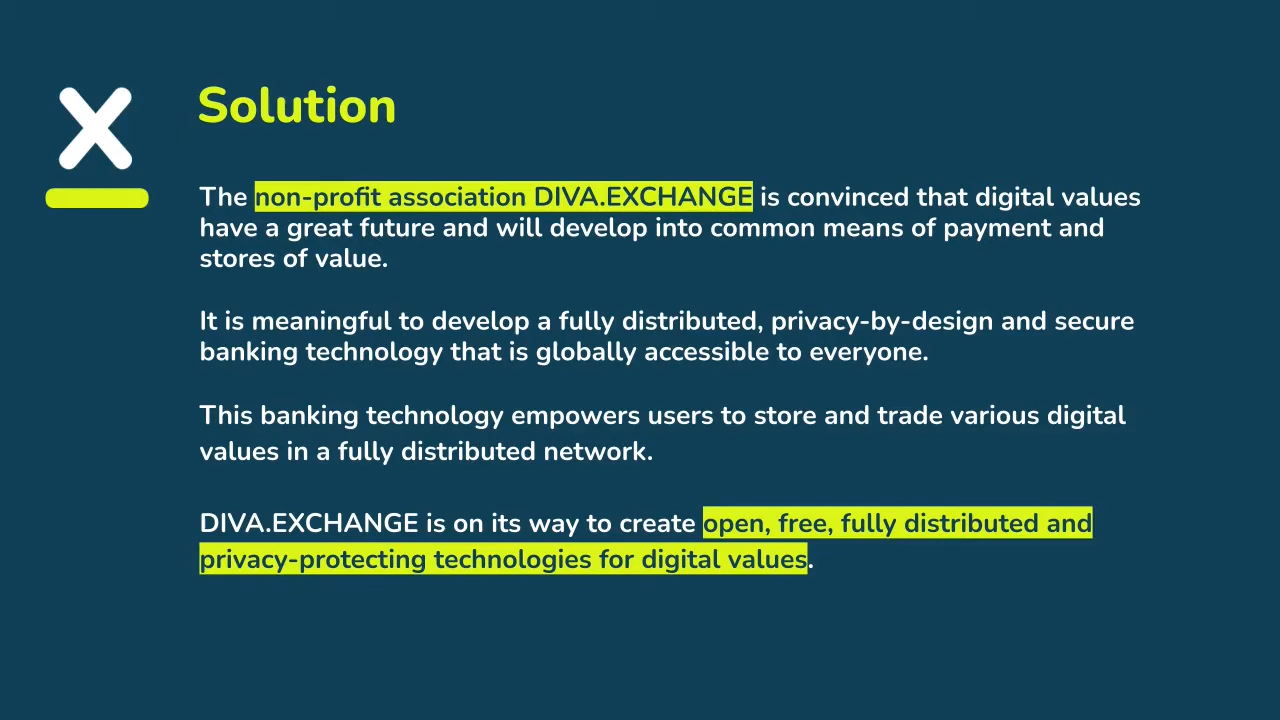 Solution
The non-profit association DIVA.EXCHANGE is convinced that digital values
have a great future and will develop into common means of payment and
stores of value.
It is meaningful to develop a fully distributed, privacy-by-design and secure
banking technology that is globally accessible to everyone.
This banking technology empowers users to store and trade various digital
values in a fully distributed network.
DIVA.EXCHANGE is on its way to create open, free, fully distributed and
privacy-protecting technologies for digital values.